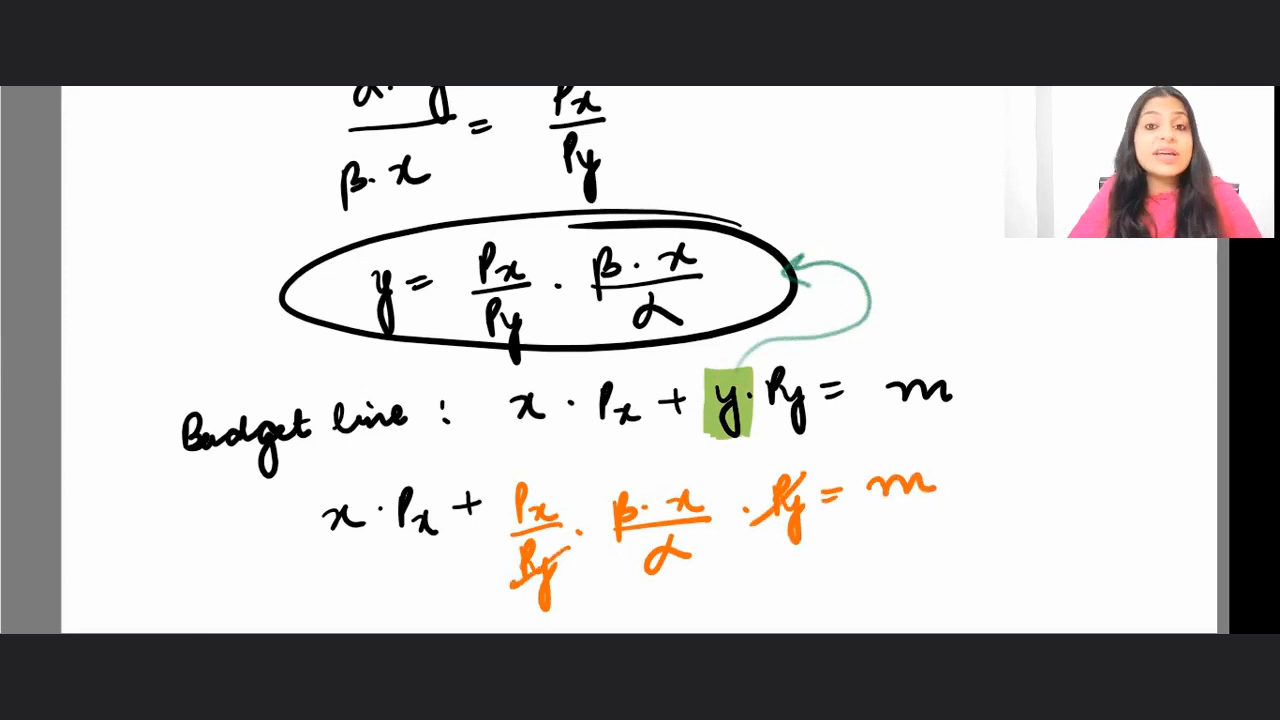 α · y / β · x = Px / Py
y = Px / Py · β · x / α
Budget line : x · Px + y · Py = m
x · Px + Px / Py · β · x / α · Py = m